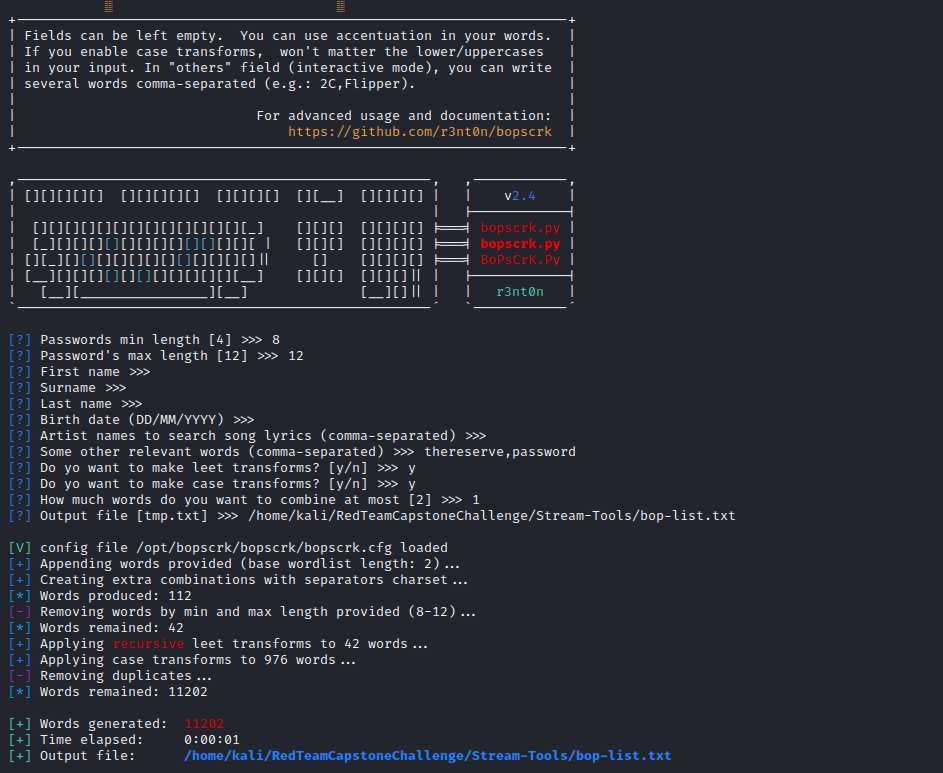 Fields can be left empty.  You can use accentuation in your words.
If you enable case transforms,  won't matter the lower/uppercases
in your input. In "others" field (interactive mode), you can write
several words comma-separated (e.g.: 2C,Flipper).
For advanced usage and documentation:
https://github.com/r3nt0n/bopscrk
v2.4
bopscrk.py
bopscrk.py
BoPsCrK.Py
r3nt0n
[?] Passwords min length [4] >>> 8
[?] Password's max length [12] >>> 12
[?] First name >>>
[?] Surname >>>
[?] Last name >>>
[?] Birth date (DD/MM/YYYY) >>>
[?] Artist names to search song lyrics (comma-separated) >>>
[?] Some other relevant words (comma-separated) >>> thereserve,password
[?] Do yo want to make leet transforms? [y/n] >>> y
[?] Do yo want to make case transforms? [y/n] >>> y
[?] How much words do you want to combine at most [2] >>> 1
[?] Output file [tmp.txt] >>> /home/kali/RedTeamCapstoneChallenge/Stream-Tools/bop-list.txt
[V] config file /opt/bopscrk/bopscrk/bopscrk.cfg loaded
[+] Appending words provided (base wordlist length: 2)...
[+] Creating extra combinations with separators charset...
[*] Words produced: 112
[-] Removing words by min and max length provided (8-12)...
[*] Words remained: 42
[+] Applying recursive leet transforms to 42 words...
[+] Applying case transforms to 976 words...
[-] Removing duplicates...
[*] Words remained: 11202
[+] Words generated:  11202
[+] Time elapsed:     0:00:01
[+] Output file:      /home/kali/RedTeamCapstoneChallenge/Stream-Tools/bop-list.txt